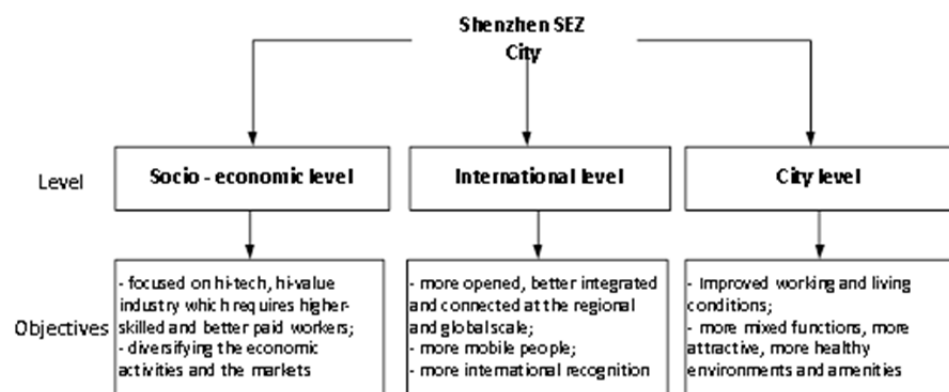 Shenzhen SEZ
City
Level
Socio - economic level
International level
City level
Objectives
- focused on hi-tech, hi-value
industry which requires higher-
skilled and better paid workers;
- diversifying the economic
activities and the markets
- more opened, better integrated
and connected at the regional
and global scale;
- more mobile people;
- more international recognition
- Improved working and living
conditions;
- more mixed functions, more
attractive, more healthy
environments and amenities